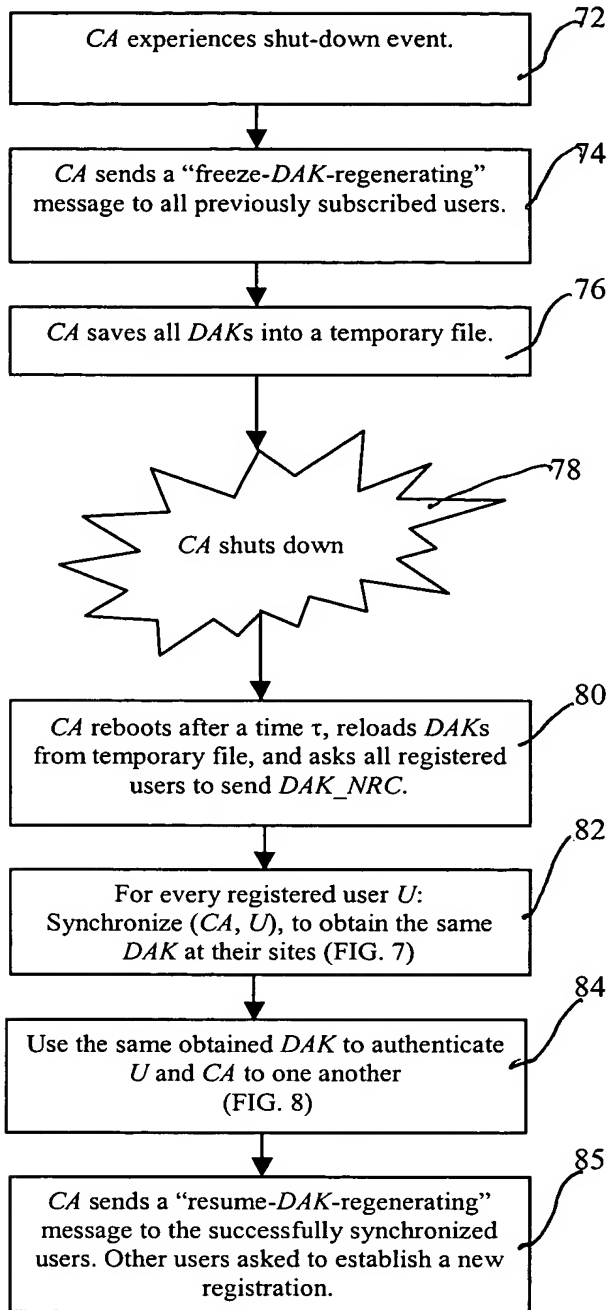 72
CA experiences shut-down event.
74
CA sends a “freeze-DAK-regenerating”
message to all previously subscribed users.
76
CA saves all DAKs into a temporary file.
78
CA shuts down
80
CA reboots after a time τ, reloads DAKs
from temporary file, and asks all registered
users to send DAK_NRC.
82
For every registered user U:
Synchronize (CA, U), to obtain the same
DAK at their sites (FIG. 7)
84
Use the same obtained DAK to authenticate
U and CA to one another
(FIG. 8)
85
CA sends a “resume-DAK-regenerating”
message to the successfully synchronized
users. Other users asked to establish a new
registration.